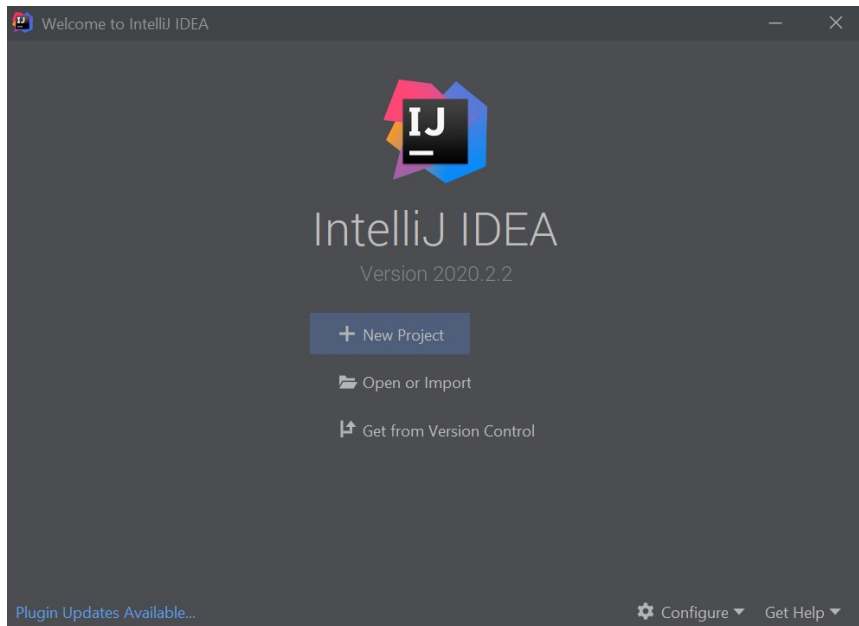 Welcome to IntelliJ IDEA
IJ
IntelliJ IDEA
Version 2020.2.2
New Project
Open or Import
Get from Version Control
Plugin Updates Available...
Configure
Get Help